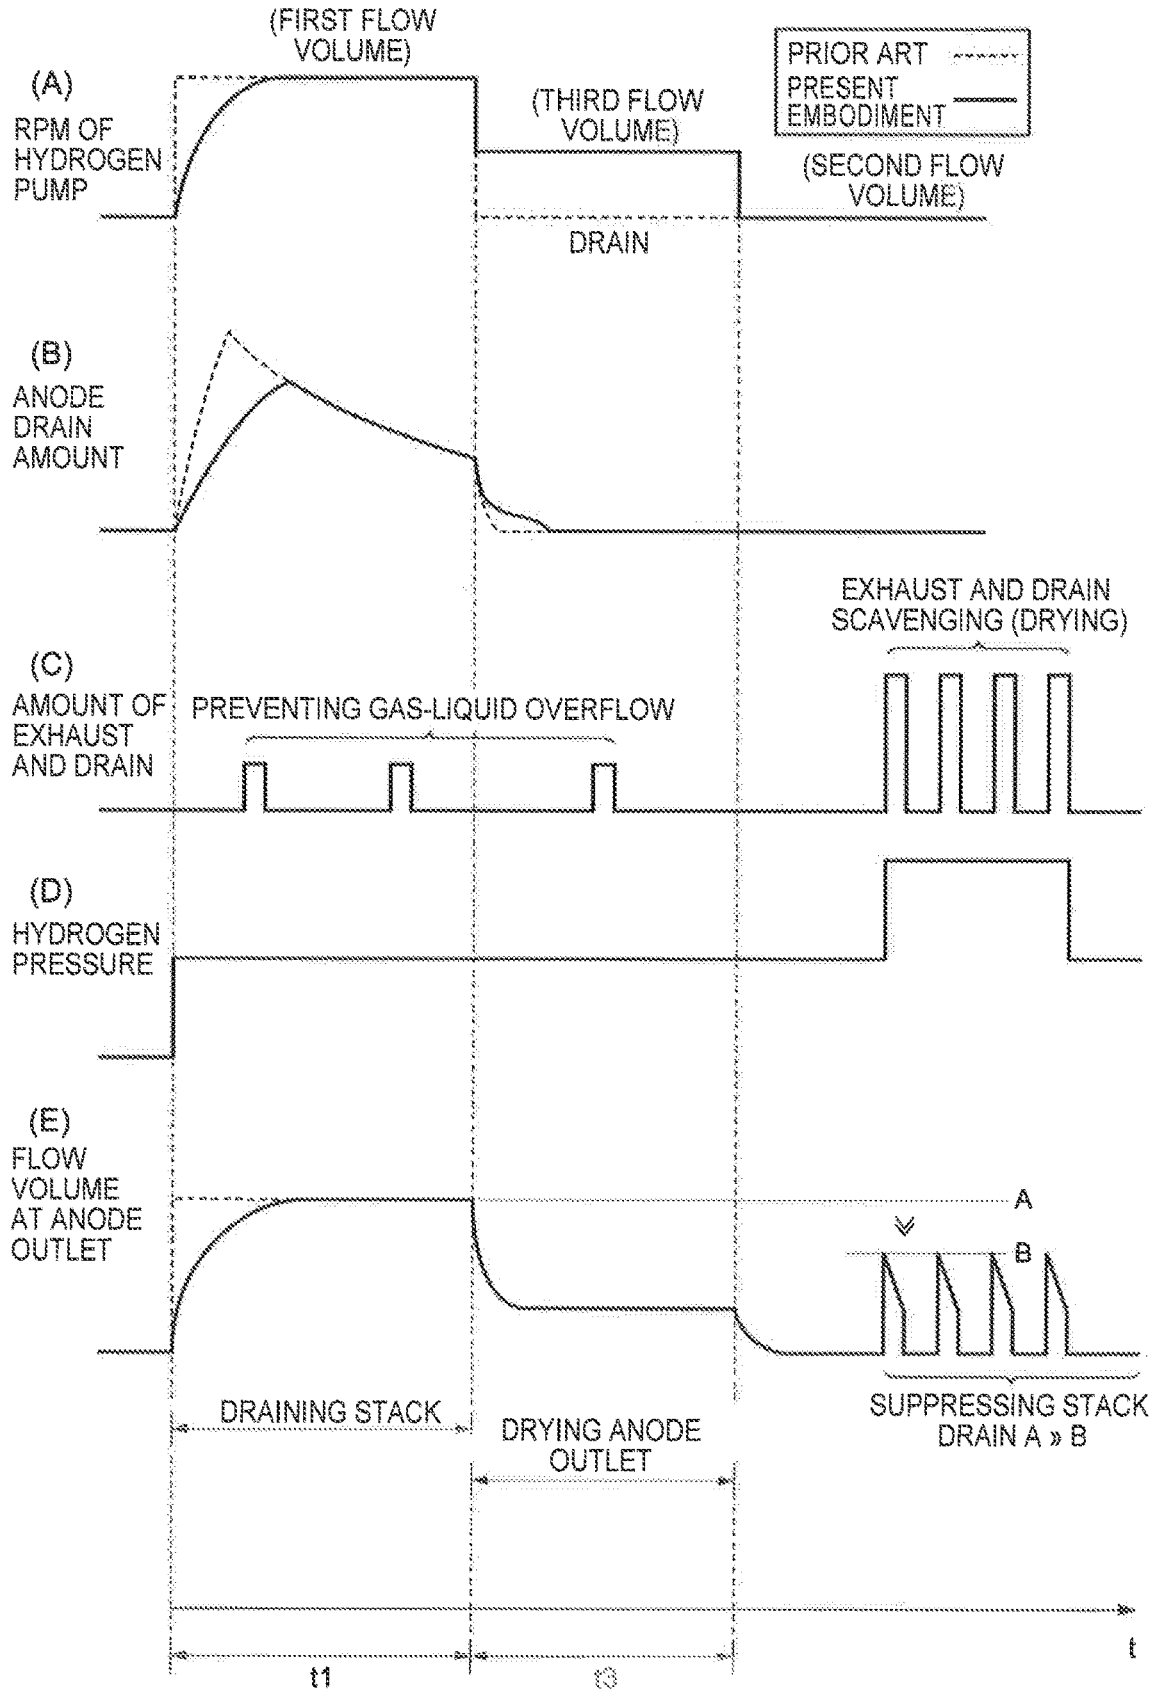 (FIRST FLOW
VOLUME)
PRIOR ART
PRESENT
EMBODIMENT
(A)
RPM OF
HYDROGEN
PUMP
(THIRD FLOW
VOLUME)
(SECOND FLOW
VOLUME)
DRAIN
(B)
ANODE
DRAIN
AMOUNT
EXHAUST AND DRAIN
SCAVENGING (DRYING)
(C)
AMOUNT OF
EXHAUST
AND DRAIN
PREVENTING GAS-LIQUID OVERFLOW
(D)
HYDROGEN
PRESSURE
(E)
FLOW
VOLUME
AT ANODE
OUTLET
A
B
SUPPRESSING STACK
DRAIN A » B
DRAINING STACK
DRYING ANODE
OUTLET
t
t1
t3